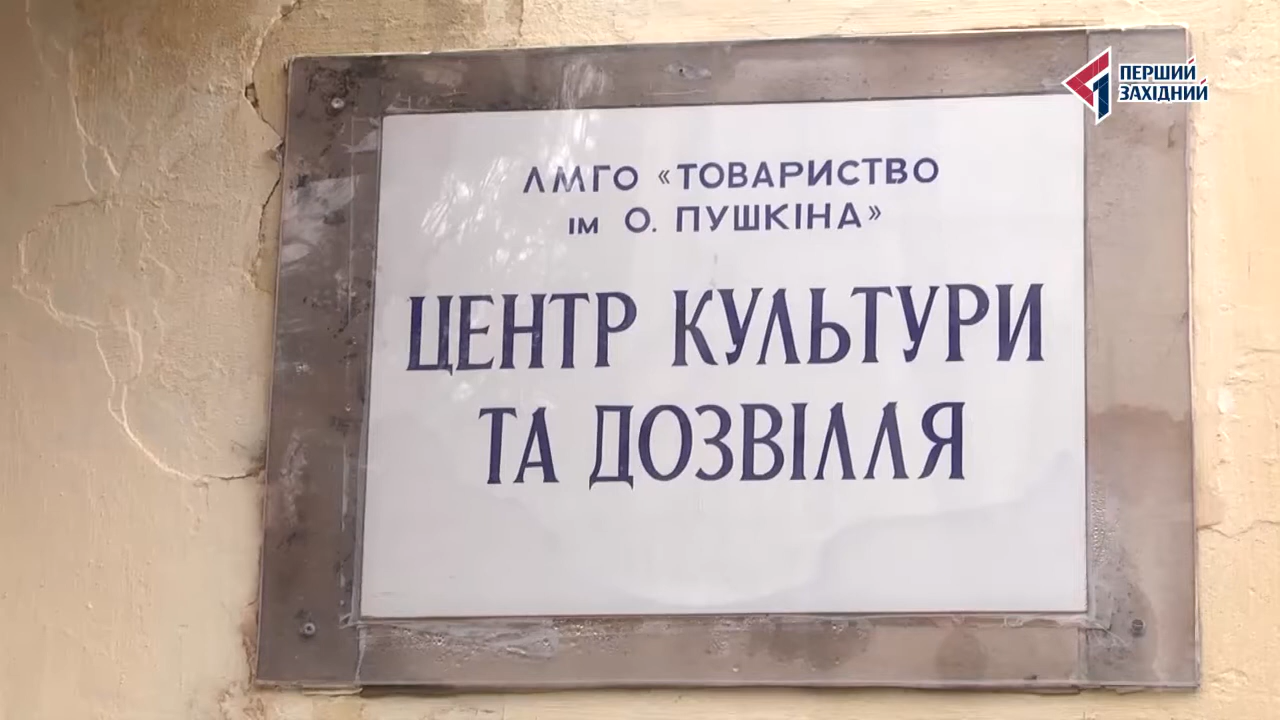 ПЕРШИЙ
ЗАХІДНИЙ
ЛМГО «ТОВАРИСТВО
ІМ О. ПУШКІНА»
ЦЕНТР КУЛЬТУРИ
ТА ДОЗВІЛЛЯ